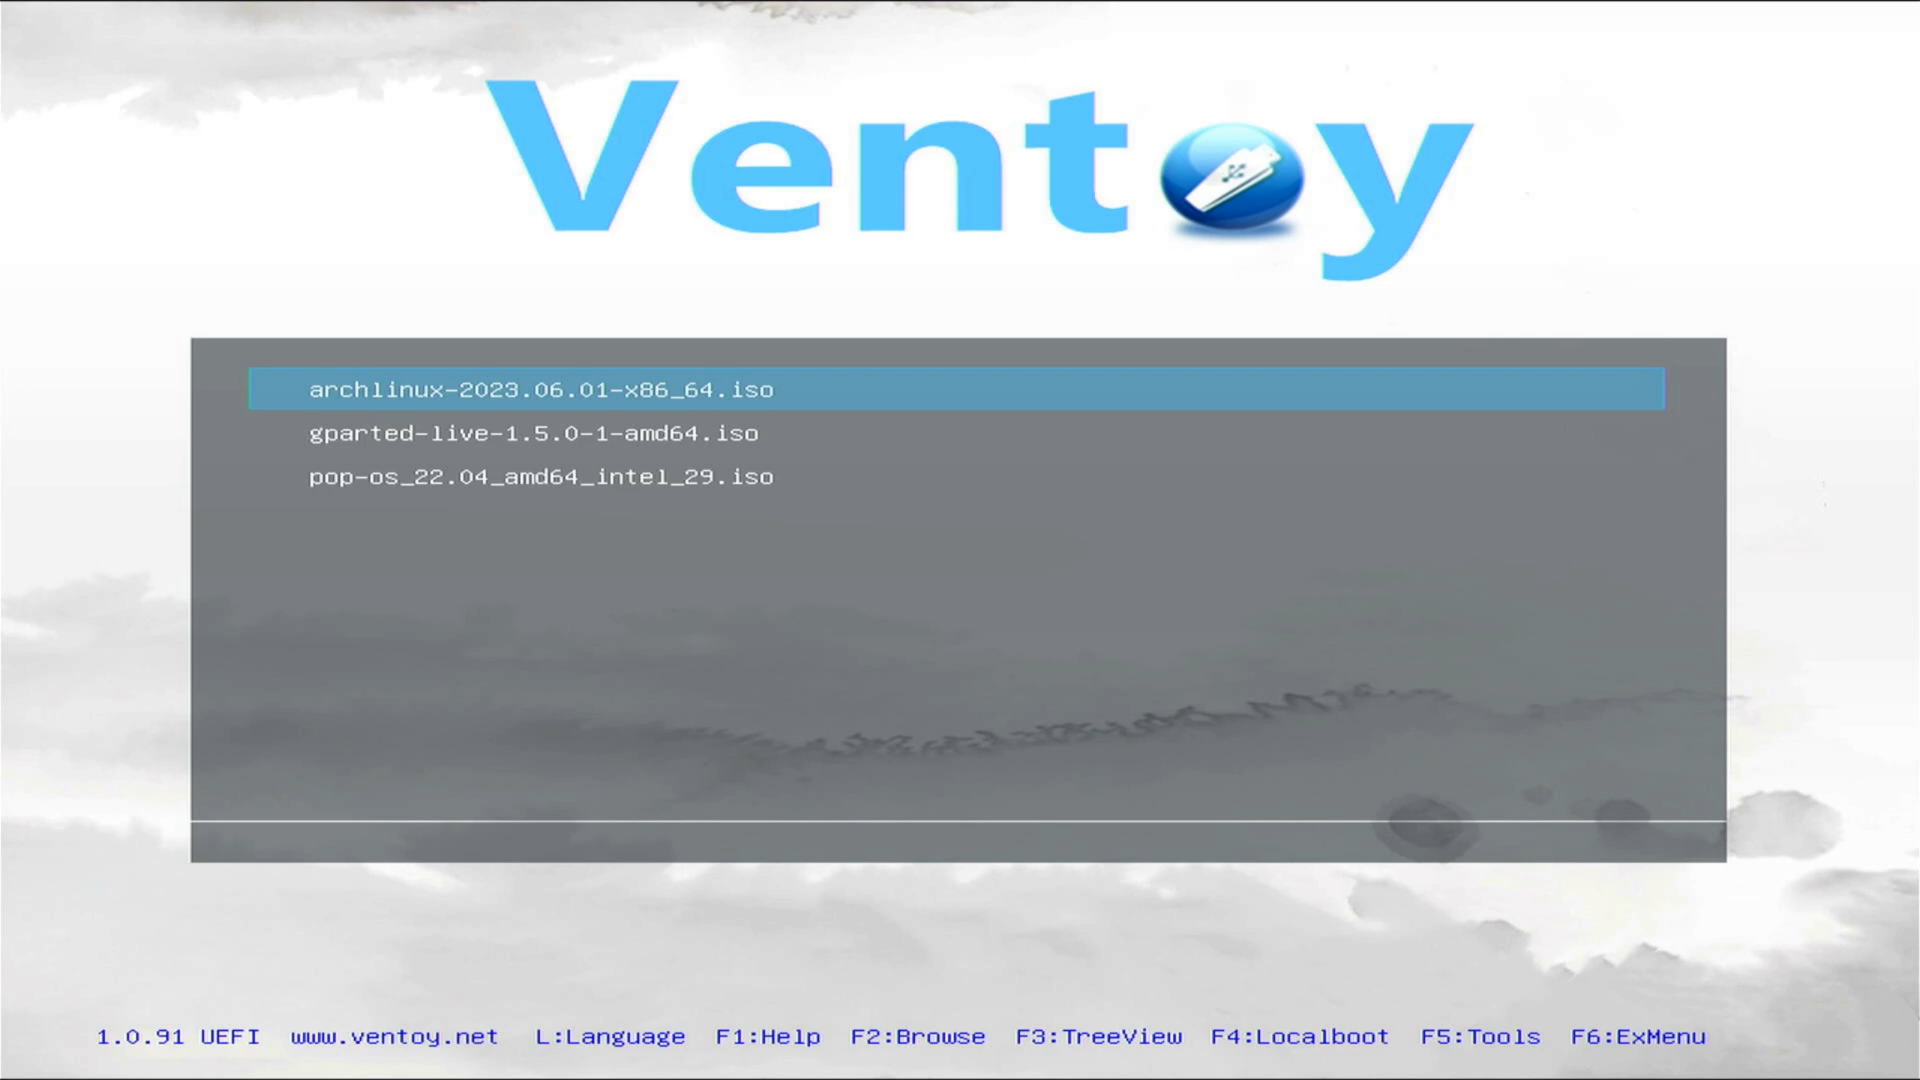 Ventoy
archlinux-2023.06.01-x86_64.iso
gparted-live-1.5.0-1-amd64.iso
pop-os_22.04_amd64_intel_29.iso
1.0.91 UEFI www.ventoy.net L:Language F1:Help F2:Browse F3:TreeView F4:Localboot F5:Tools F6:ExMenu